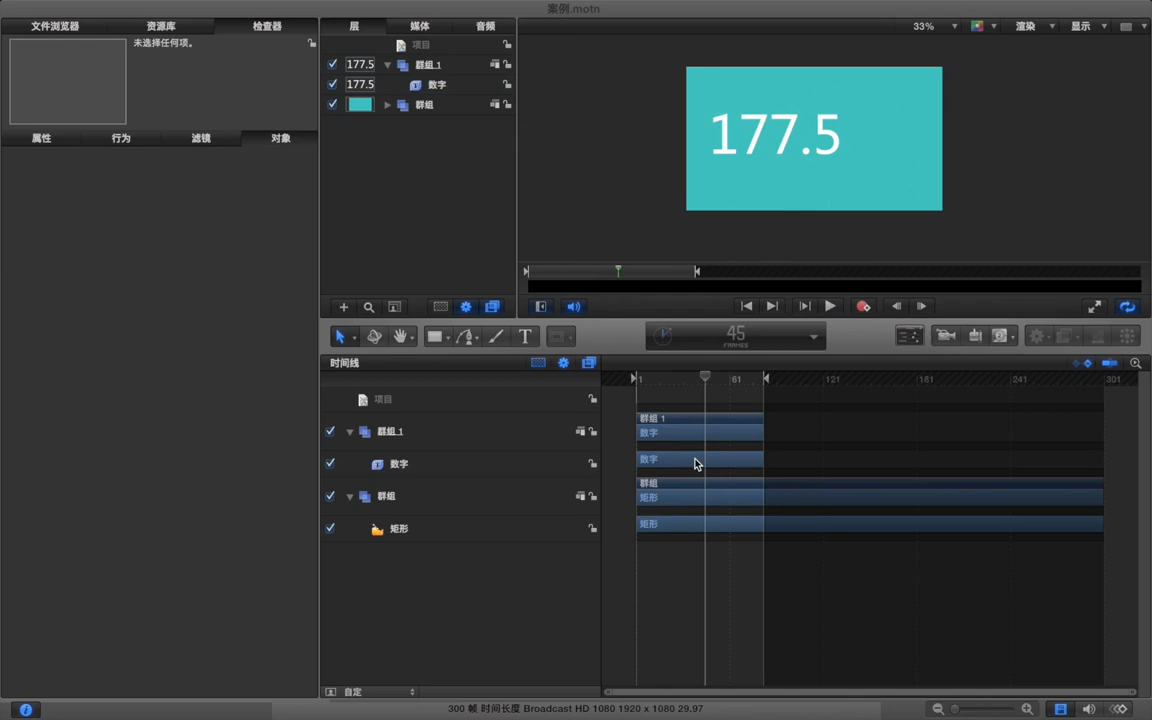 案例.motn
文件浏览器 资源库 检查器
未选择任何项。
属性 行为 滤镜 对象
层 媒体 音频
项目
177.5 群组 1
177.5 数字
群组
33% 渲染 显示
177.5
T
45
FRAMES
时间线
1 61 121 181 241 301
项目
群组 1
数字
群组
矩形
群组 1
数字
数字
群组
矩形
矩形
自定
300 帧 时间长度 Broadcast HD 1080 1920 x 1080 29.97